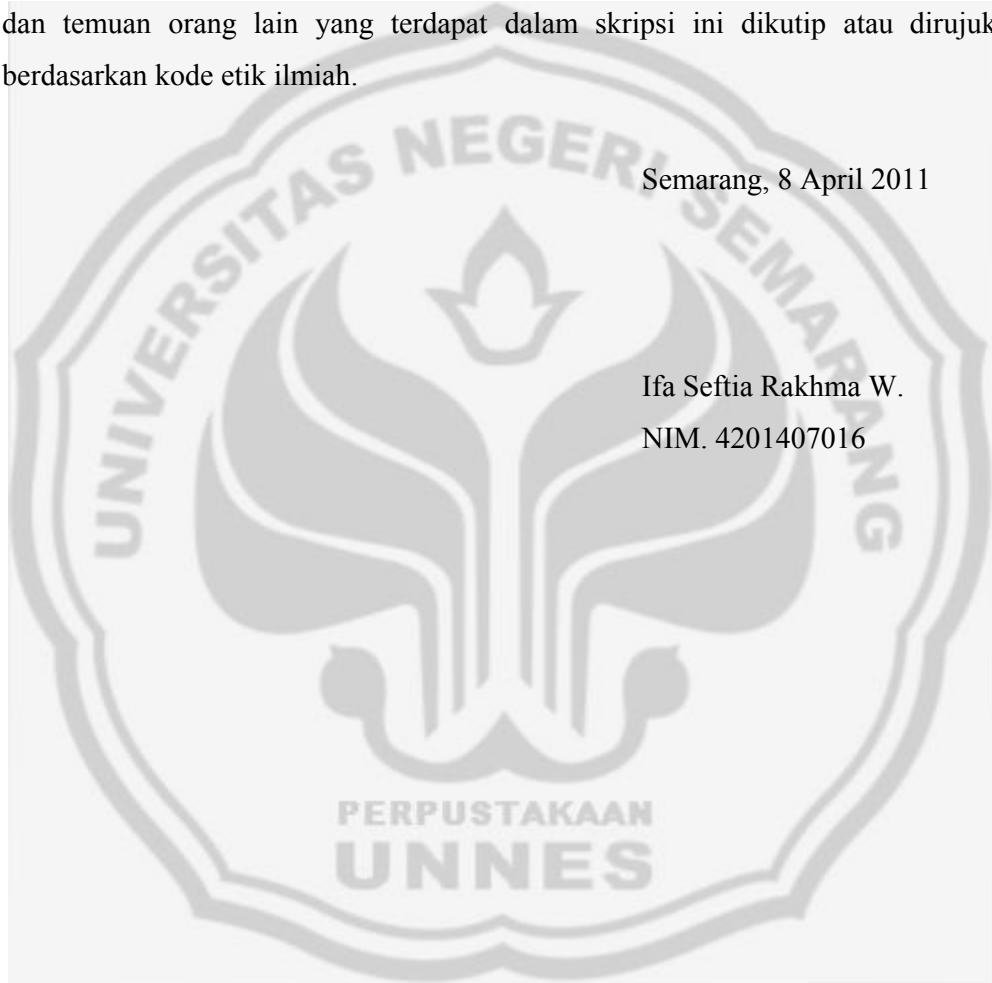 dan temuan orang lain yang terdapat dalam skripsi ini dikutip atau dirujuk
berdasarkan kode etik ilmiah.
Semarang, 8 April 2011
Ifa Seftia Rakhma W.
NIM. 4201407016
UNIVERSITAS NEGERI SEMARANG
PERPUSTAKAAN
UNNES